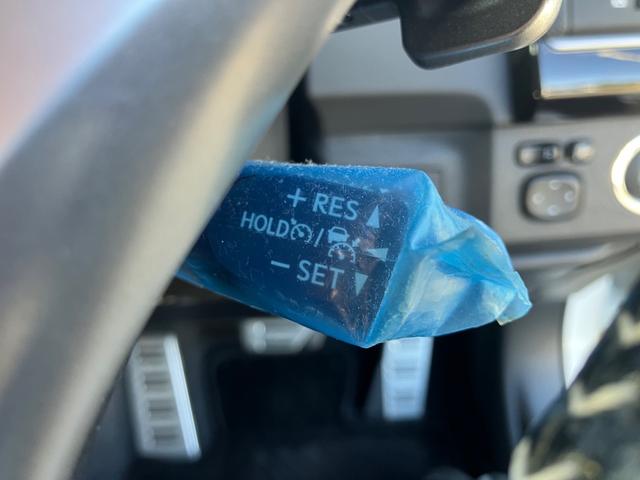 + RES
HOLD /
− SET